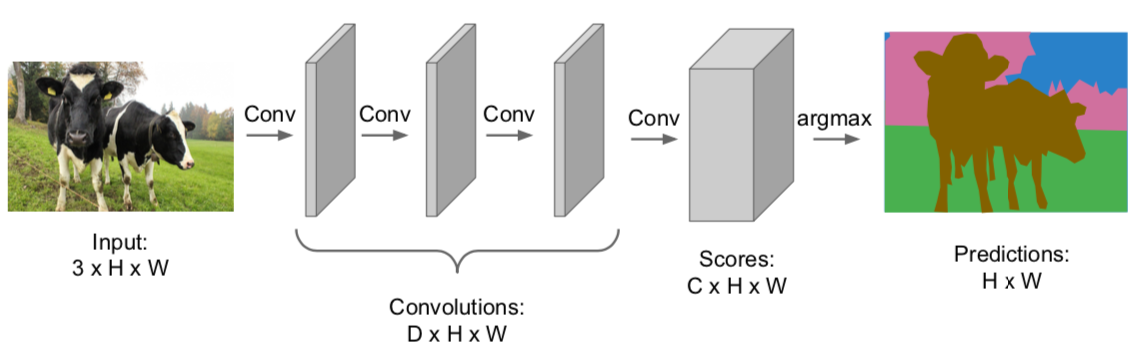 Conv
Conv
Conv
Conv
argmax
Input:
3 x H x W
Convolutions:
D x H x W
Scores:
C x H x W
Predictions:
H x W